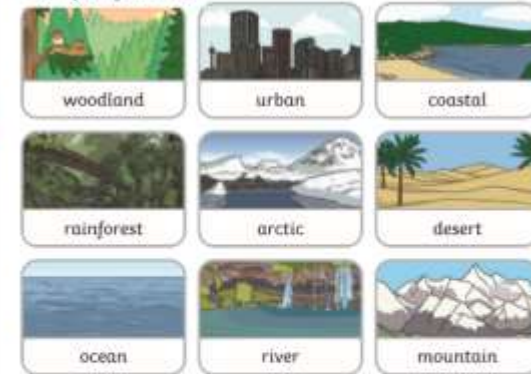 woodland urban coastal
rainforest arctic desert
ocean river mountain